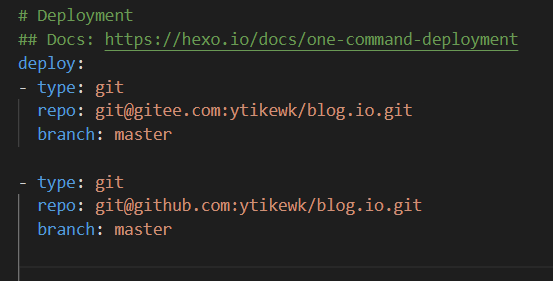 # Deployment
## Docs: https://hexo.io/docs/one-command-deployment
deploy:
- type: git
  repo: git@gitee.com:ytikewk/blog.io.git
  branch: master

- type: git
  repo: git@github.com:ytikewk/blog.io.git
  branch: master